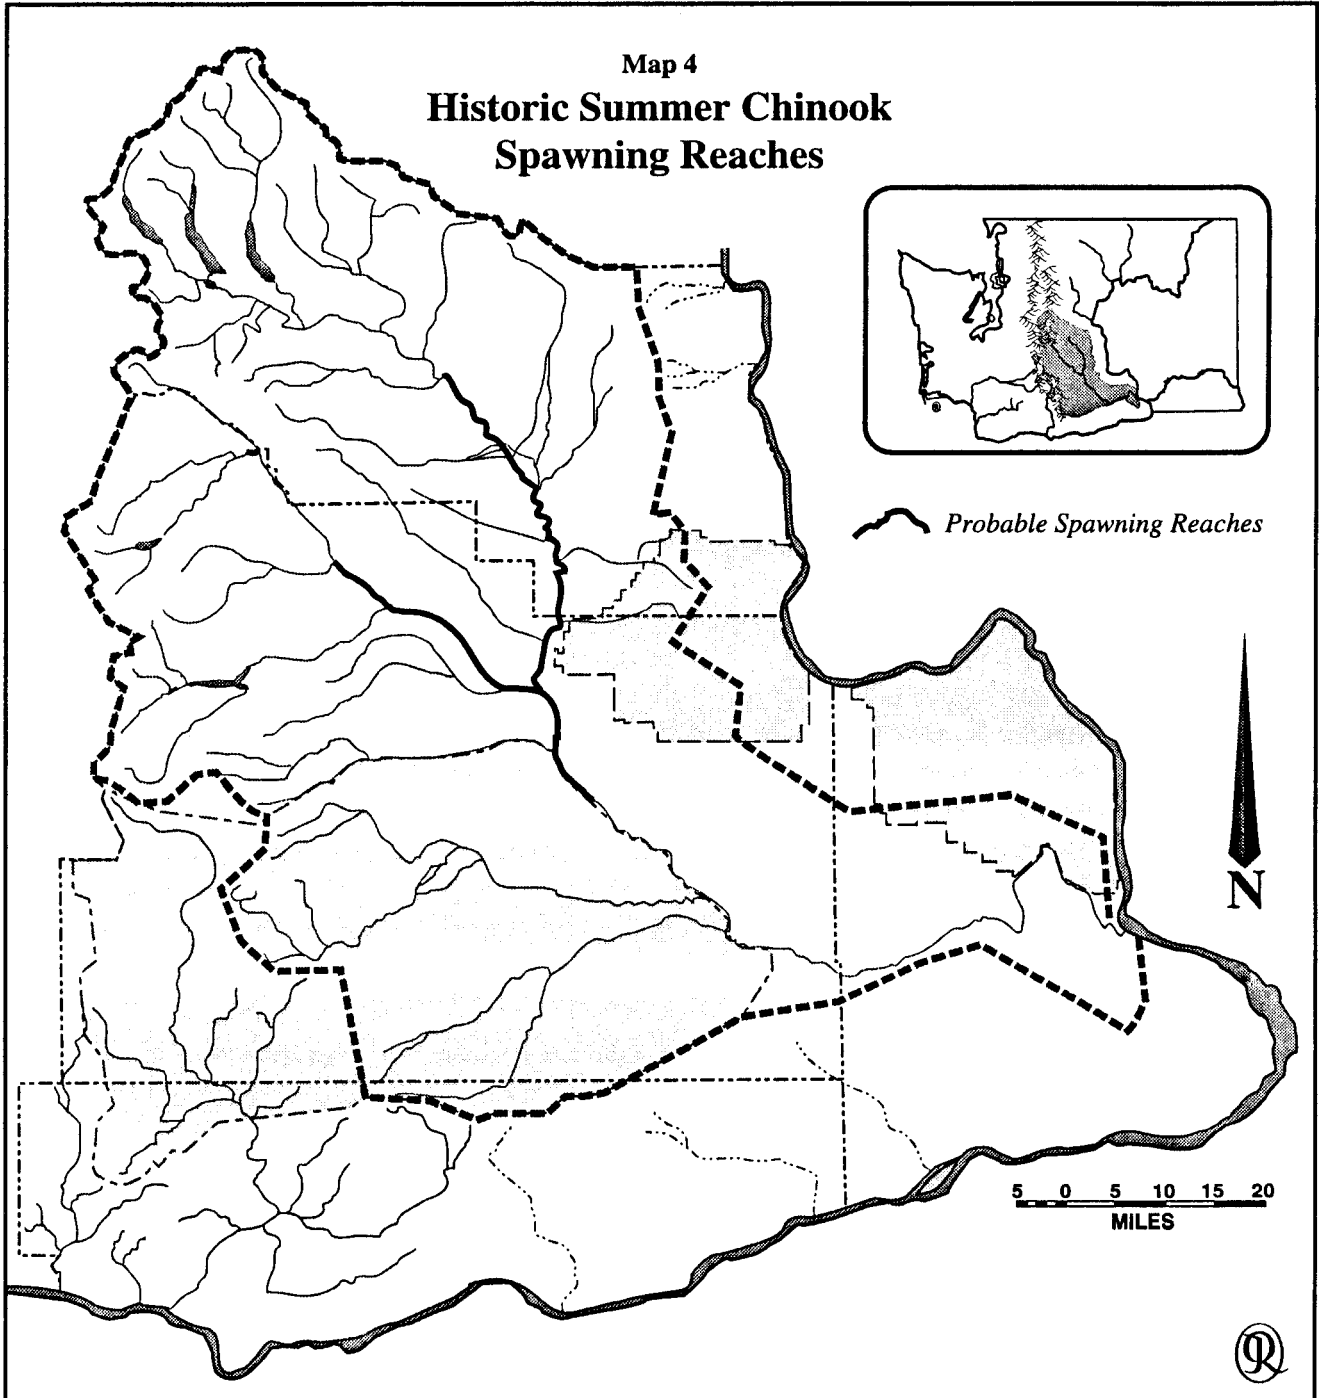 Map 4
Historic Summer Chinook
Spawning Reaches
Probable Spawning Reaches
N
5 0 5 10 15 20
MILES